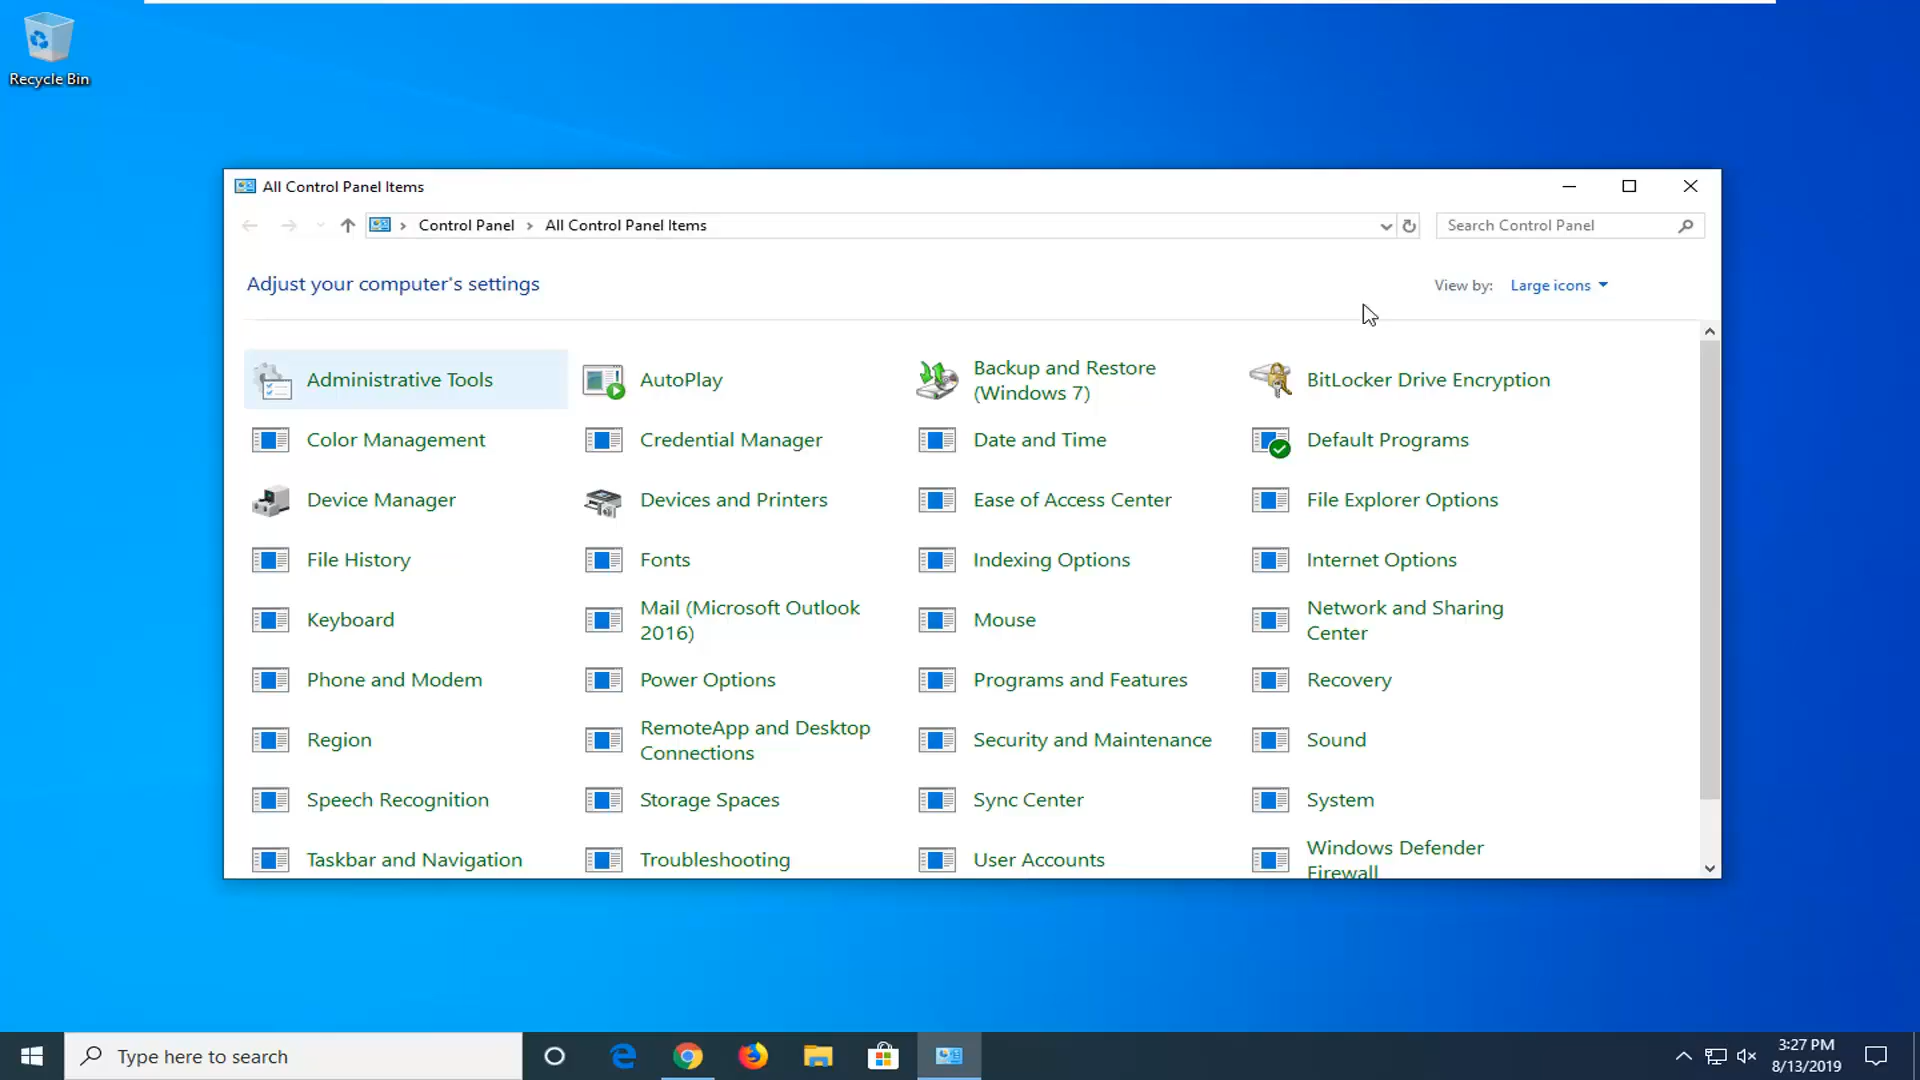 Recycle Bin
All Control Panel Items
Control Panel
All Control Panel Items
Search Control Panel
Adjust your computer's settings
View by:
Large icons
Administrative Tools
AutoPlay
Backup and Restore
(Windows 7)
BitLocker Drive Encryption
Color Management
Credential Manager
Date and Time
Default Programs
Device Manager
Devices and Printers
Ease of Access Center
File Explorer Options
File History
Fonts
Indexing Options
Internet Options
Keyboard
Mail (Microsoft Outlook
2016)
Mouse
Network and Sharing
Center
Phone and Modem
Power Options
Programs and Features
Recovery
Region
RemoteApp and Desktop
Connections
Security and Maintenance
Sound
Speech Recognition
Storage Spaces
Sync Center
System
Taskbar and Navigation
Troubleshooting
User Accounts
Windows Defender
Firewall
Type here to search
3:27 PM
8/13/2019